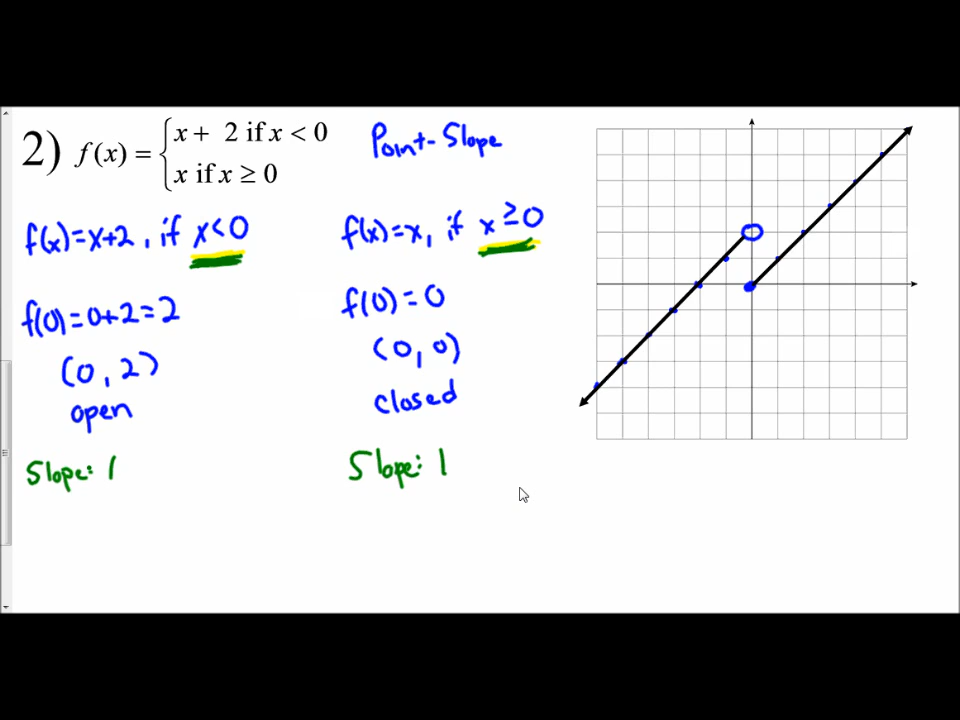 2) f(x) = { x + 2 if x < 0
x if x ≥ 0
Point-Slope
f(x)=x+2, if x<0
f(0)=0+2=2
(0,2)
open
Slope: 1
f(x)=x, if x≥0
f(0)=0
(0,0)
closed
Slope: 1